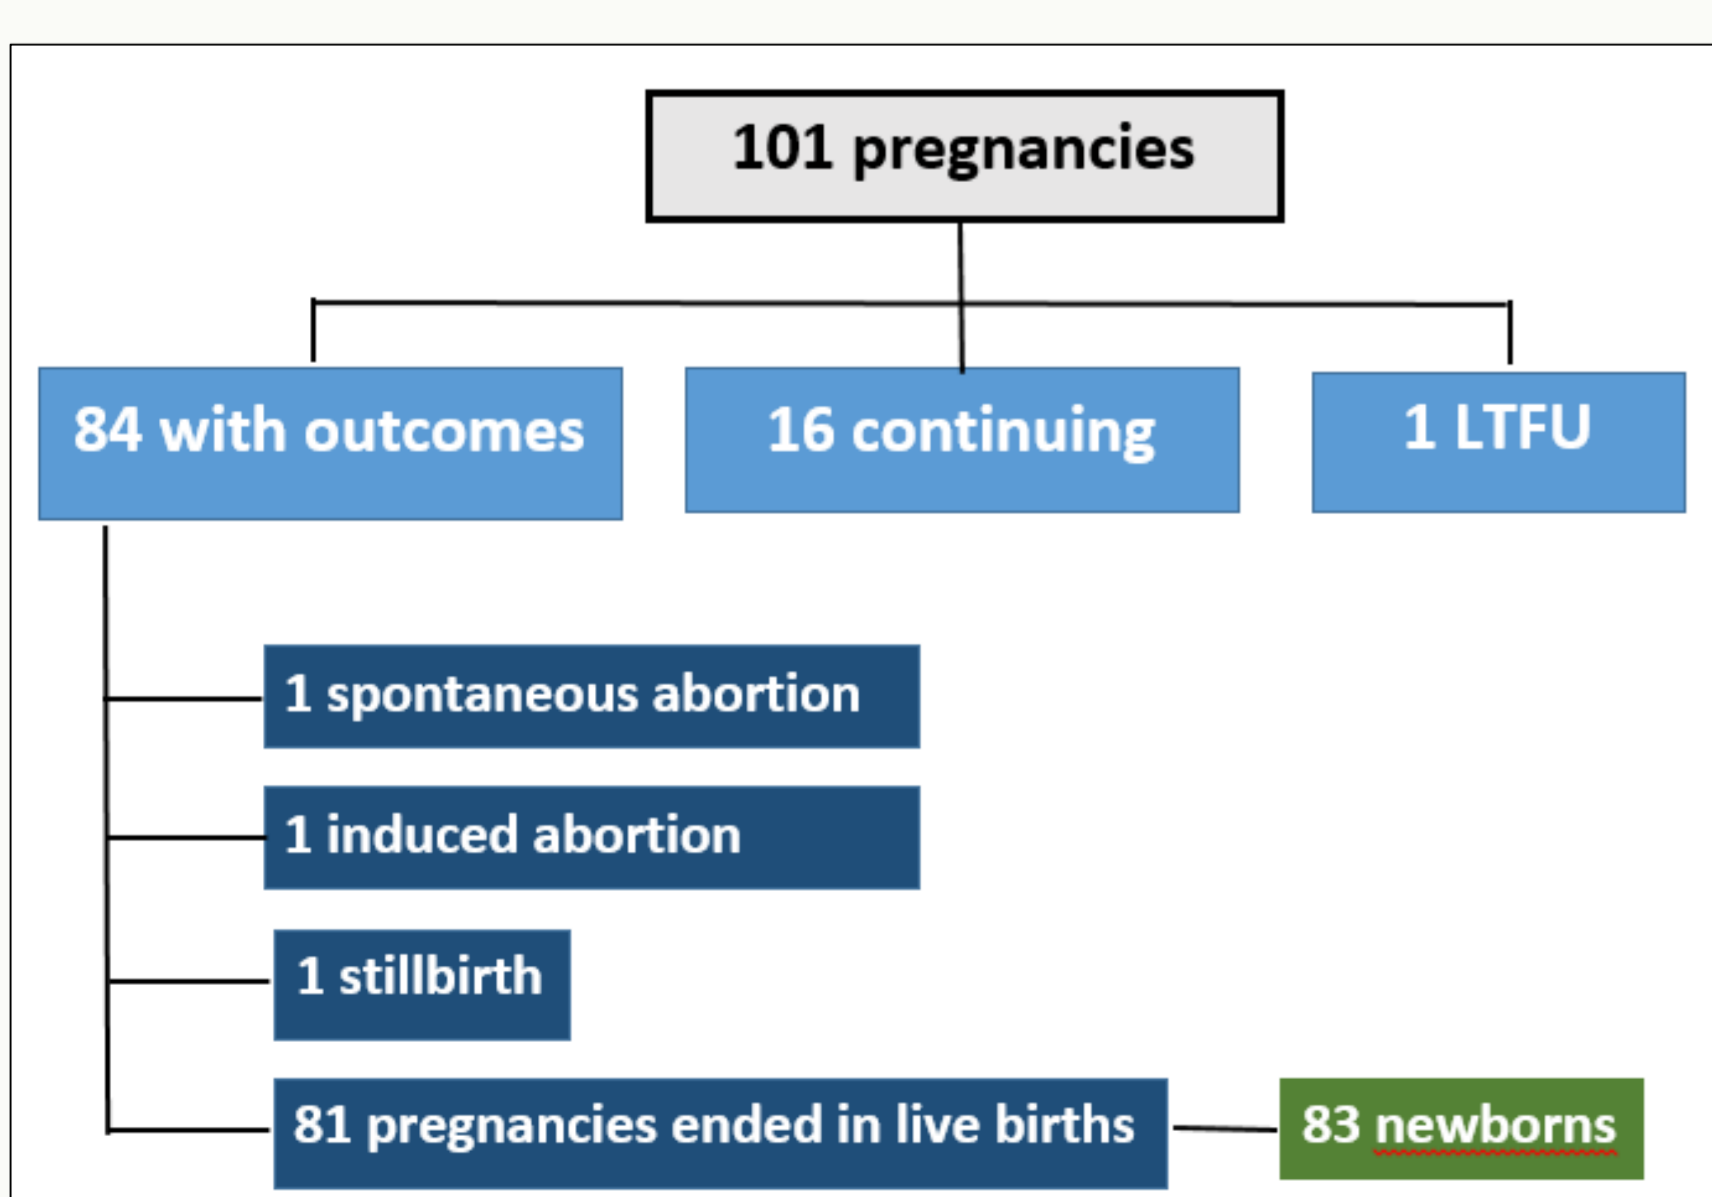 101 pregnancies
84 with outcomes
16 continuing
1 LTFU
1 spontaneous abortion
1 induced abortion
1 stillbirth
81 pregnancies ended in live births
83 newborns